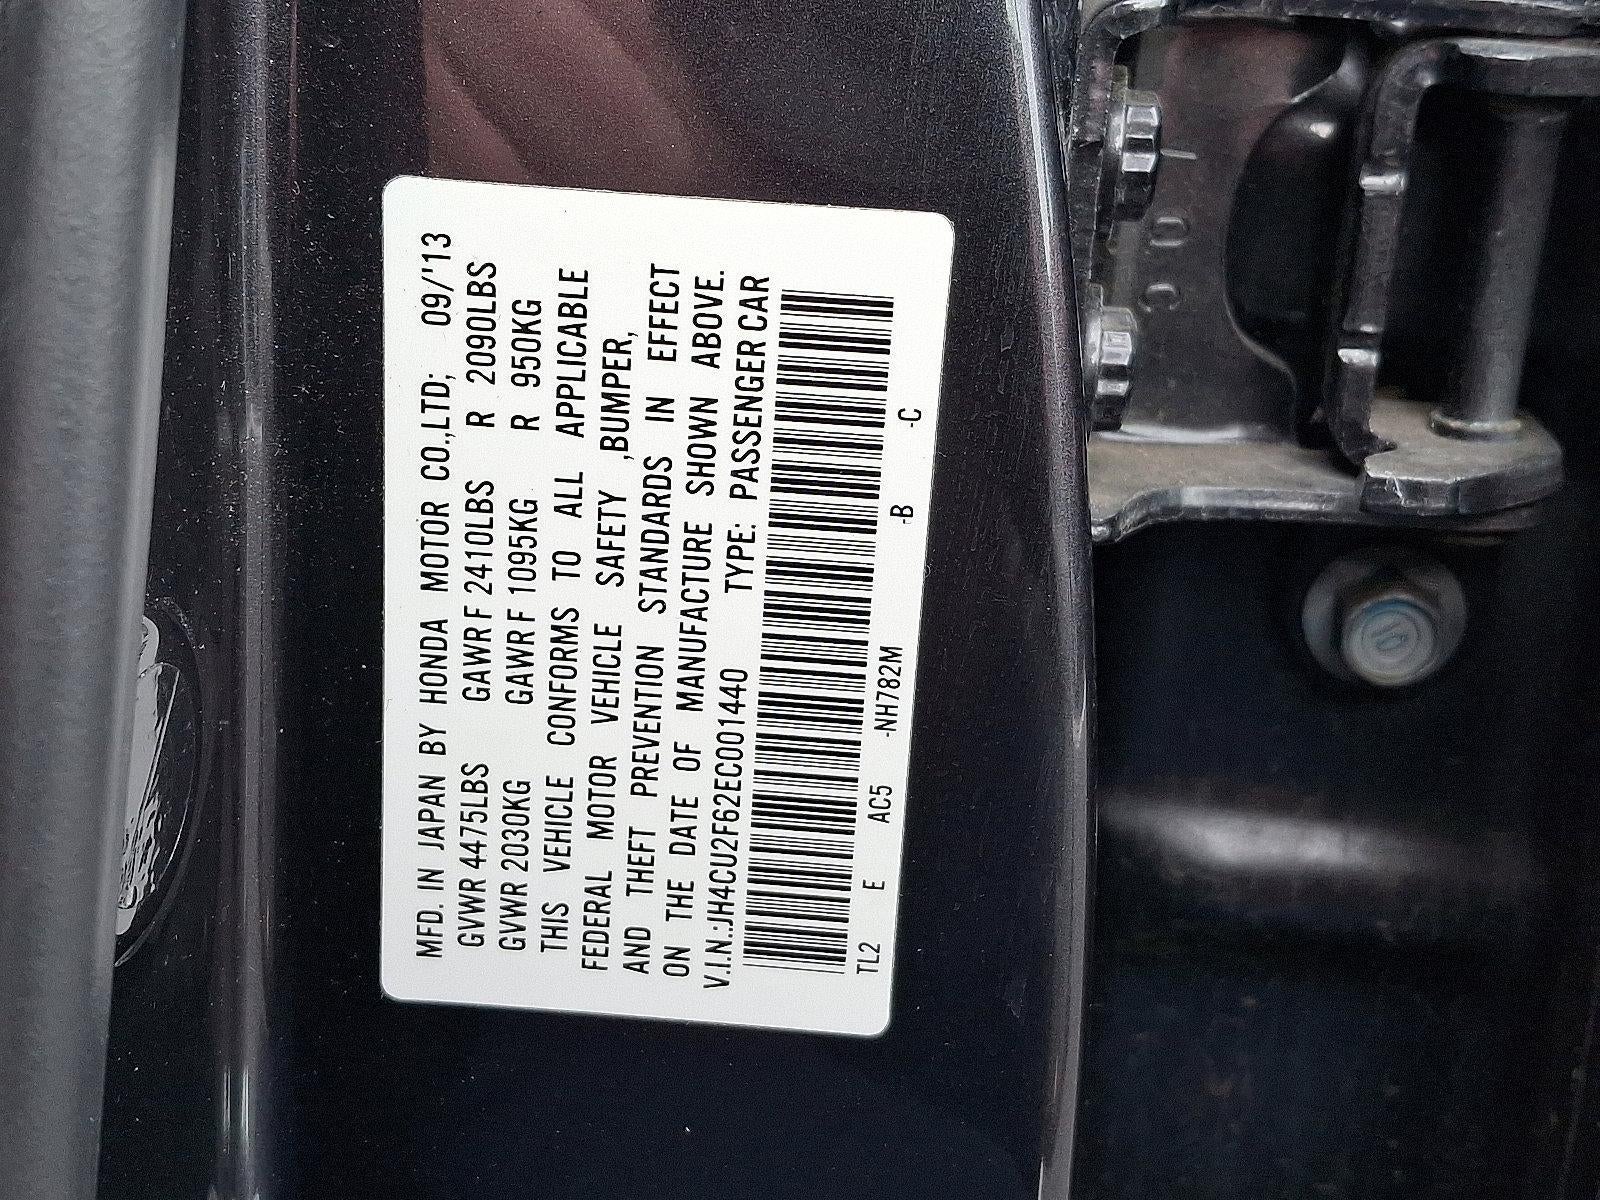 MFD. IN JAPAN BY HONDA MOTOR CO.,LTD; 09/'13
GVWR 4475LBS GAWR F 2410LBS R 2090LBS
GVWR 2030KG GAWR F 1095KG R 950KG
THIS VEHICLE CONFORMS TO ALL APPLICABLE
FEDERAL MOTOR VEHICLE SAFETY ,BUMPER,
AND THEFT PREVENTION STANDARDS IN EFFECT
ON THE DATE OF MANUFACTURE SHOWN ABOVE.
V.I.N.:JH4CU2F62EC001440 TYPE: PASSENGER CAR
TL2 E AC5 -NH782M -B -C